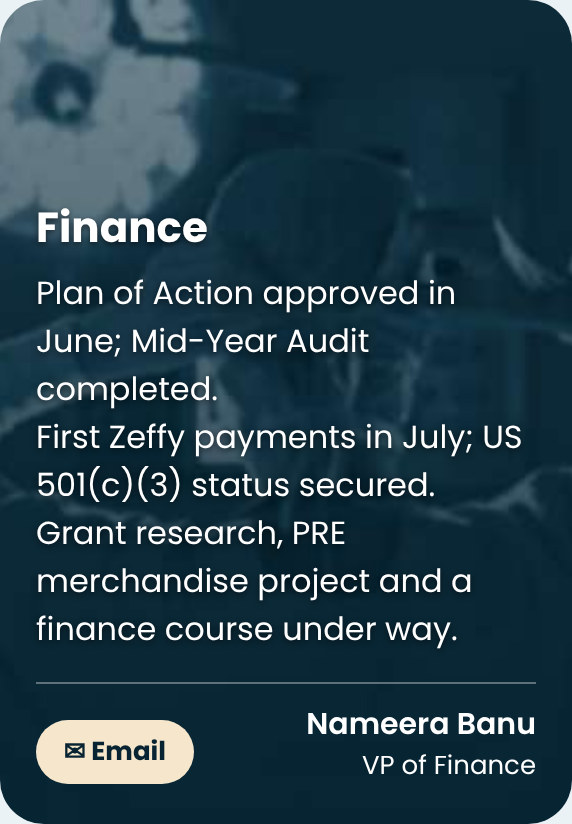 Finance
Plan of Action approved in
June; Mid-Year Audit
completed.
First Zeffy payments in July; US
501(c)(3) status secured.
Grant research, PRE
merchandise project and a
finance course under way.
✉ Email
Nameera Banu
VP of Finance